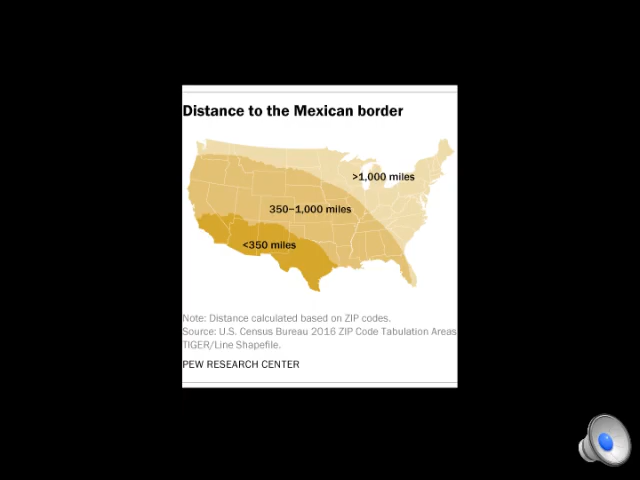 Distance to the Mexican border
>1,000 miles
350–1,000 miles
<350 miles
Note: Distance calculated based on ZIP codes.
Source: U.S. Census Bureau 2016 ZIP Code Tabulation Areas
TIGER/Line Shapefile.
PEW RESEARCH CENTER